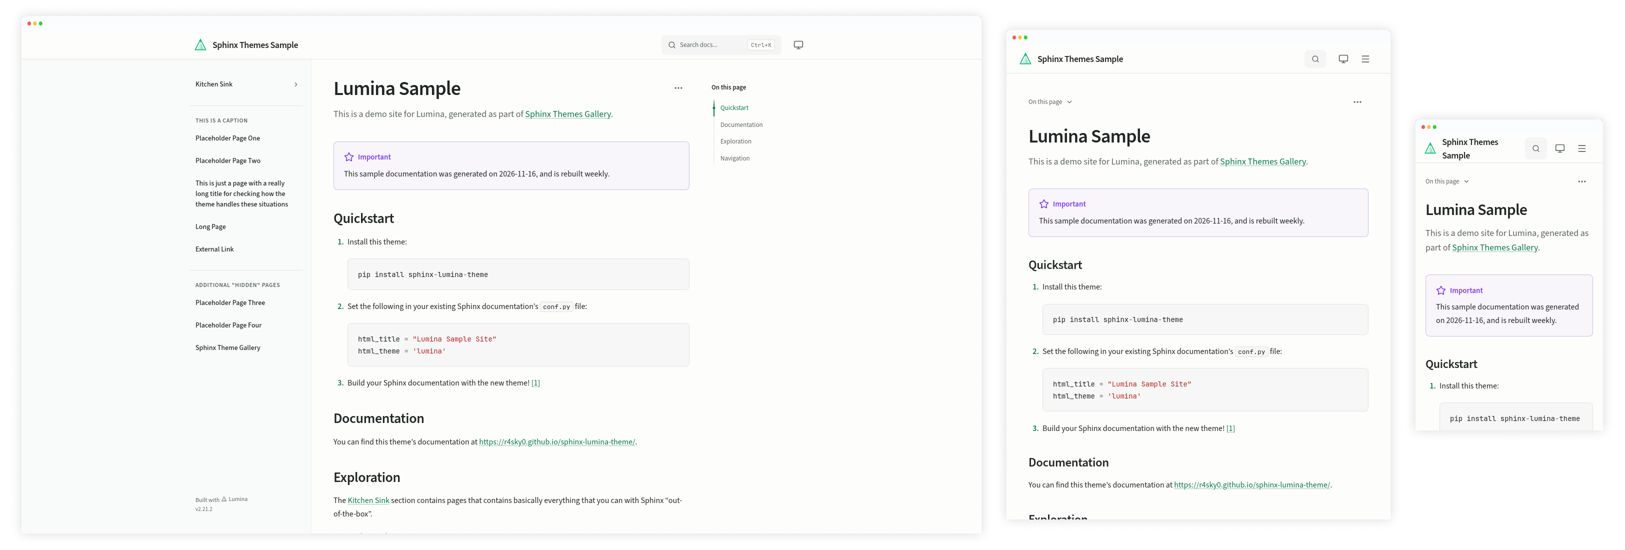 Sphinx Themes Sample
Search docs...
Ctrl+K
Kitchen Sink
THIS IS A CAPTION
Placeholder Page One
Placeholder Page Two
This is just a page with a really
long title for checking how the
theme handles these situations
Long Page
External Link
ADDITIONAL "HIDDEN" PAGES
Placeholder Page Three
Placeholder Page Four
Sphinx Theme Gallery
Built with Lumina
v2.21.2
Lumina Sample
This is a demo site for Lumina, generated as part of Sphinx Themes Gallery.
Important
This sample documentation was generated on 2026-11-16, and is rebuilt weekly.
Quickstart
1. Install this theme:
pip install sphinx-lumina-theme
2. Set the following in your existing Sphinx documentation's conf.py file:
html_title = "Lumina Sample Site"
html_theme = 'lumina'
3. Build your Sphinx documentation with the new theme! [1]
Documentation
You can find this theme's documentation at https://r4sky0.github.io/sphinx-lumina-theme/.
Exploration
The Kitchen Sink section contains pages that contains basically everything that you can with Sphinx "out-
of-the-box".
On this page
Quickstart
Documentation
Exploration
Navigation
Sphinx Themes Sample
On this page
Lumina Sample
This is a demo site for Lumina, generated as part of Sphinx Themes Gallery.
Important
This sample documentation was generated on 2026-11-16, and is rebuilt weekly.
Quickstart
1. Install this theme:
pip install sphinx-lumina-theme
2. Set the following in your existing Sphinx documentation's conf.py file:
html_title = "Lumina Sample Site"
html_theme = 'lumina'
3. Build your Sphinx documentation with the new theme! [1]
Documentation
You can find this theme's documentation at https://r4sky0.github.io/sphinx-lumina-theme/.
Exploration
Sphinx Themes
Sample
On this page
Lumina Sample
This is a demo site for Lumina, generated as
part of Sphinx Themes Gallery.
Important
This sample documentation was generated
on 2026-11-16, and is rebuilt weekly.
Quickstart
1. Install this theme:
pip install sphinx-lumina-theme